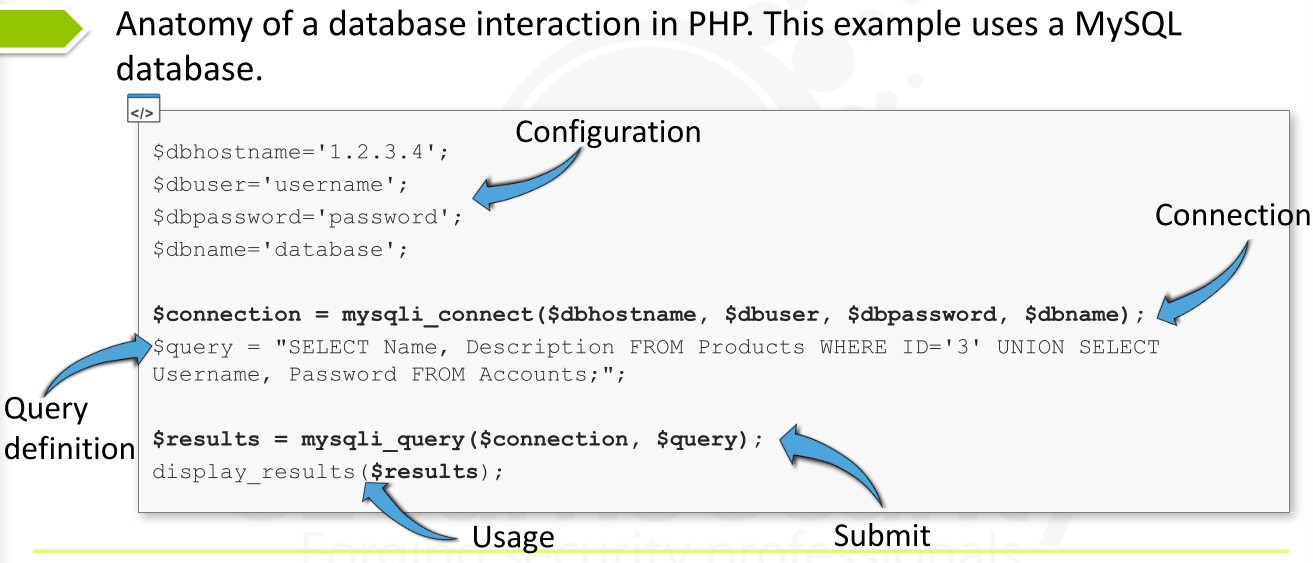 Anatomy of a database interaction in PHP. This example uses a MySQL
database.
</>
Configuration
$dbhostname='1.2.3.4';
$dbuser='username';
$dbpassword='password';
$dbname='database';
Connection
$connection = mysqli_connect($dbhostname, $dbuser, $dbpassword, $dbname);
$query = "SELECT Name, Description FROM Products WHERE ID='3' UNION SELECT
Username, Password FROM Accounts;";
Query
definition
$results = mysqli_query($connection, $query);
display_results($results);
Usage
Submit
Forging security professionals